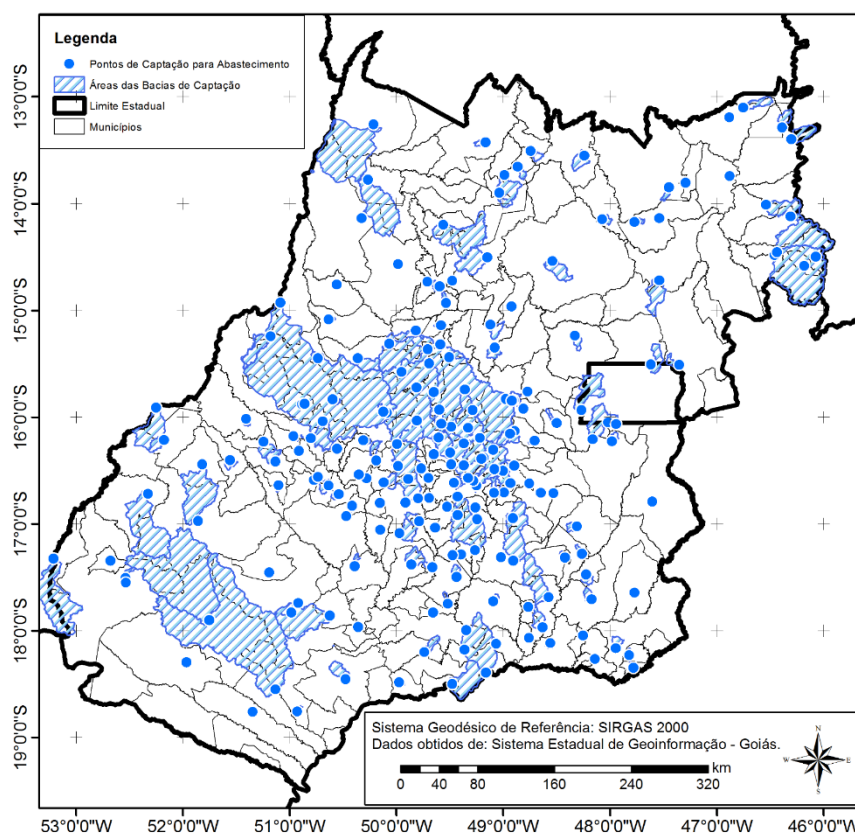 Legenda
Pontos de Captação para Abastecimento
Áreas das Bacias de Captação
Limite Estadual
Municípios
13°0'0"S
14°0'0"S
15°0'0"S
16°0'0"S
17°0'0"S
18°0'0"S
19°0'0"S
Sistema Geodésico de Referência: SIRGAS 2000
Dados obtidos de: Sistema Estadual de Geoinformação - Goiás.
km
0 40 80 160 240 320
N
W E
S
53°0'0"W 52°0'0"W 51°0'0"W 50°0'0"W 49°0'0"W 48°0'0"W 47°0'0"W 46°0'0"W